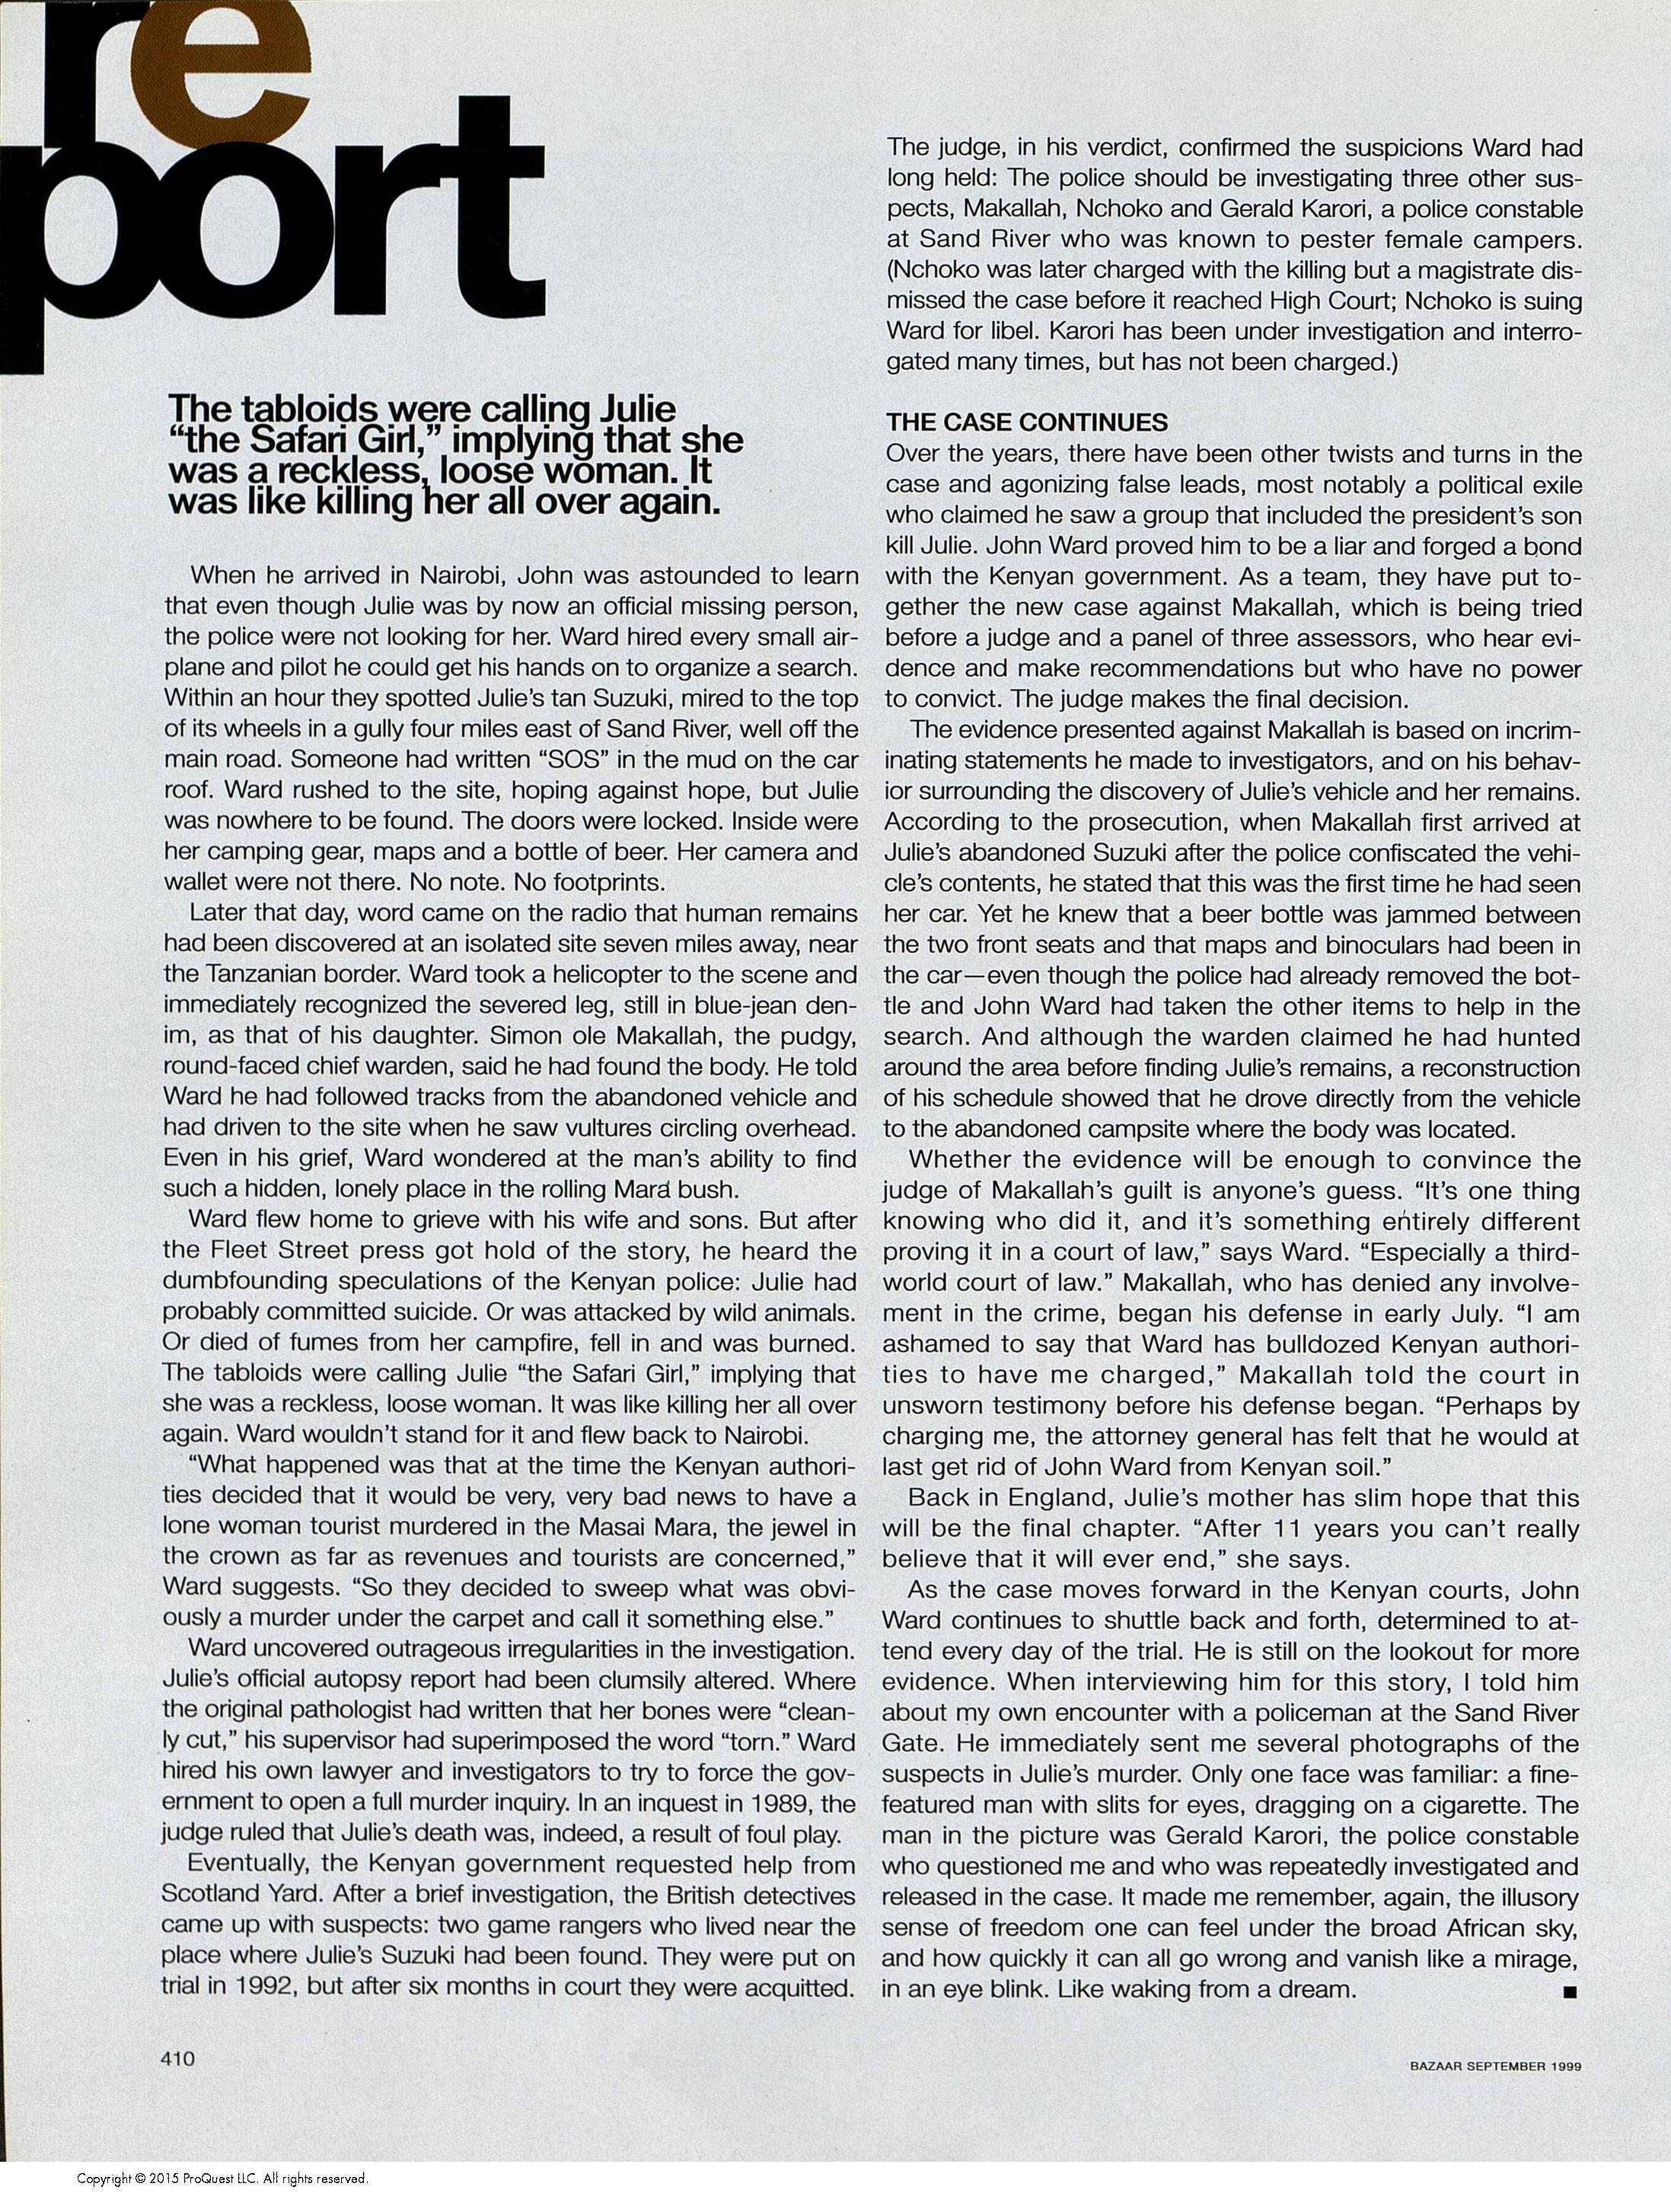 re
port
The tabloids were calling Julie
“the Safari Girl,” implying that she
was a reckless, loose woman. It
was like killing her all over again.
When he arrived in Nairobi, John was astounded to learn
that even though Julie was by now an official missing person,
the police were not looking for her. Ward hired every small air-
plane and pilot he could get his hands on to organize a search.
Within an hour they spotted Julie’s tan Suzuki, mired to the top
of its wheels in a gully four miles east of Sand River, well off the
main road. Someone had written “SOS” in the mud on the car
roof. Ward rushed to the site, hoping against hope, but Julie
was nowhere to be found. The doors were locked. Inside were
her camping gear, maps and a bottle of beer. Her camera and
wallet were not there. No note. No footprints.
Later that day, word came on the radio that human remains
had been discovered at an isolated site seven miles away, near
the Tanzanian border. Ward took a helicopter to the scene and
immediately recognized the severed leg, still in blue-jean den-
im, as that of his daughter. Simon ole Makallah, the pudgy,
round-faced chief warden, said he had found the body. He told
Ward he had followed tracks from the abandoned vehicle and
had driven to the site when he saw vultures circling overhead.
Even in his grief, Ward wondered at the man’s ability to find
such a hidden, lonely place in the rolling Mara bush.
Ward flew home to grieve with his wife and sons. But after
the Fleet Street press got hold of the story, he heard the
dumbfounding speculations of the Kenyan police: Julie had
probably committed suicide. Or was attacked by wild animals.
Or died of fumes from her campfire, fell in and was burned.
The tabloids were calling Julie “the Safari Girl,” implying that
she was a reckless, loose woman. It was like killing her all over
again. Ward wouldn’t stand for it and flew back to Nairobi.
“What happened was that at the time the Kenyan authori-
ties decided that it would be very, very bad news to have a
lone woman tourist murdered in the Masai Mara, the jewel in
the crown as far as revenues and tourists are concerned,”
Ward suggests. “So they decided to sweep what was obvi-
ously a murder under the carpet and call it something else.”
Ward uncovered outrageous irregularities in the investigation.
Julie’s official autopsy report had been clumsily altered. Where
the original pathologist had written that her bones were “clean-
ly cut,” his supervisor had superimposed the word “torn.” Ward
hired his own lawyer and investigators to try to force the gov-
ernment to open a full murder inquiry. In an inquest in 1989, the
judge ruled that Julie’s death was, indeed, a result of foul play.
Eventually, the Kenyan government requested help from
Scotland Yard. After a brief investigation, the British detectives
came up with suspects: two game rangers who lived near the
place where Julie’s Suzuki had been found. They were put on
trial in 1992, but after six months in court they were acquitted.
The judge, in his verdict, confirmed the suspicions Ward had
long held: The police should be investigating three other sus-
pects, Makallah, Nchoko and Gerald Karori, a police constable
at Sand River who was known to pester female campers.
(Nchoko was later charged with the killing but a magistrate dis-
missed the case before it reached High Court; Nchoko is suing
Ward for libel. Karori has been under investigation and interro-
gated many times, but has not been charged.)
THE CASE CONTINUES
Over the years, there have been other twists and turns in the
case and agonizing false leads, most notably a political exile
who claimed he saw a group that included the president’s son
kill Julie. John Ward proved him to be a liar and forged a bond
with the Kenyan government. As a team, they have put to-
gether the new case against Makallah, which is being tried
before a judge and a panel of three assessors, who hear evi-
dence and make recommendations but who have no power
to convict. The judge makes the final decision.
The evidence presented against Makallah is based on incrim-
inating statements he made to investigators, and on his behav-
ior surrounding the discovery of Julie’s vehicle and her remains.
According to the prosecution, when Makallah first arrived at
Julie’s abandoned Suzuki after the police confiscated the vehi-
cle’s contents, he stated that this was the first time he had seen
her car. Yet he knew that a beer bottle was jammed between
the two front seats and that maps and binoculars had been in
the car—even though the police had already removed the bot-
tle and John Ward had taken the other items to help in the
search. And although the warden claimed he had hunted
around the area before finding Julie’s remains, a reconstruction
of his schedule showed that he drove directly from the vehicle
to the abandoned campsite where the body was located.
Whether the evidence will be enough to convince the
judge of Makallah’s guilt is anyone’s guess. “It’s one thing
knowing who did it, and it’s something entirely different
proving it in a court of law,” says Ward. “Especially a third-
world court of law.” Makallah, who has denied any involve-
ment in the crime, began his defense in early July. “I am
ashamed to say that Ward has bulldozed Kenyan authori-
ties to have me charged,” Makallah told the court in
unsworn testimony before his defense began. “Perhaps by
charging me, the attorney general has felt that he would at
last get rid of John Ward from Kenyan soil.”
Back in England, Julie’s mother has slim hope that this
will be the final chapter. “After 11 years you can’t really
believe that it will ever end,” she says.
As the case moves forward in the Kenyan courts, John
Ward continues to shuttle back and forth, determined to at-
tend every day of the trial. He is still on the lookout for more
evidence. When interviewing him for this story, I told him
about my own encounter with a policeman at the Sand River
Gate. He immediately sent me several photographs of the
suspects in Julie’s murder. Only one face was familiar: a fine-
featured man with slits for eyes, dragging on a cigarette. The
man in the picture was Gerald Karori, the police constable
who questioned me and who was repeatedly investigated and
released in the case. It made me remember, again, the illusory
sense of freedom one can feel under the broad African sky,
and how quickly it can all go wrong and vanish like a mirage,
in an eye blink. Like waking from a dream. ■
410
BAZAAR SEPTEMBER 1999
Copyright © 2015 ProQuest LLC. All rights reserved.